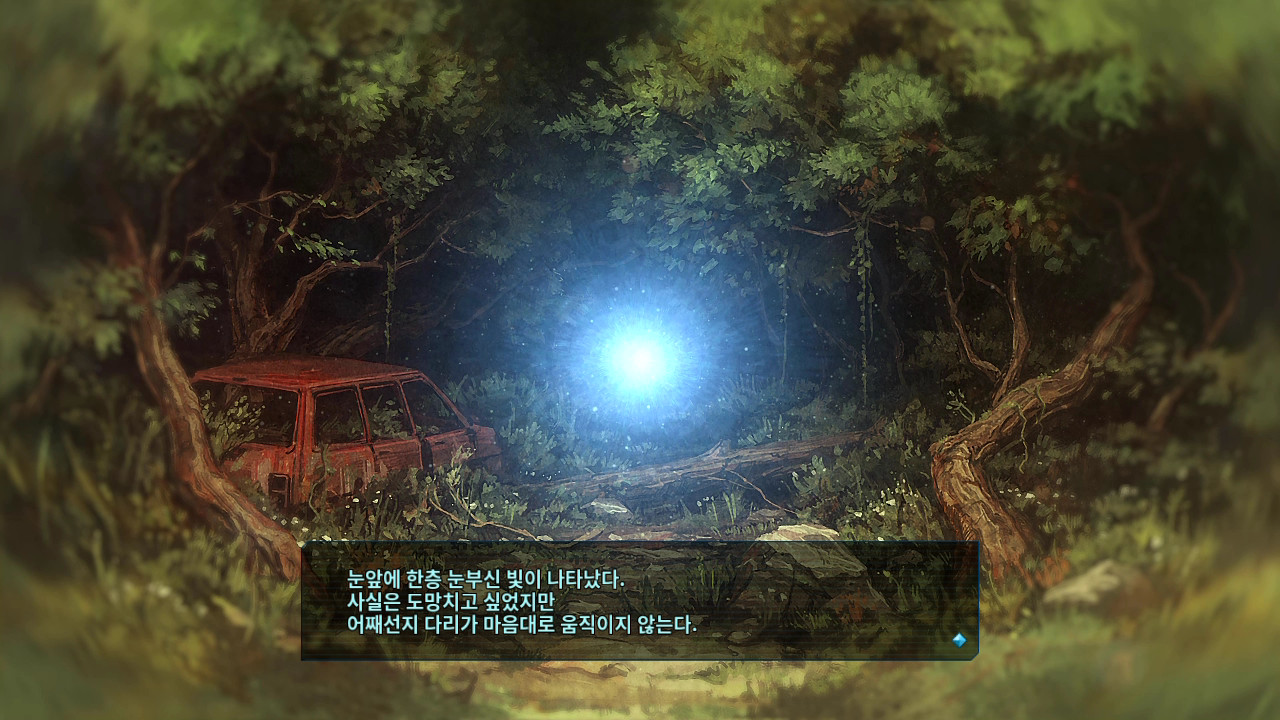 눈앞에 한층 눈부신 빛이 나타났다.
사실은 도망치고 싶었지만
어째선지 다리가 마음대로 움직이지 않는다.